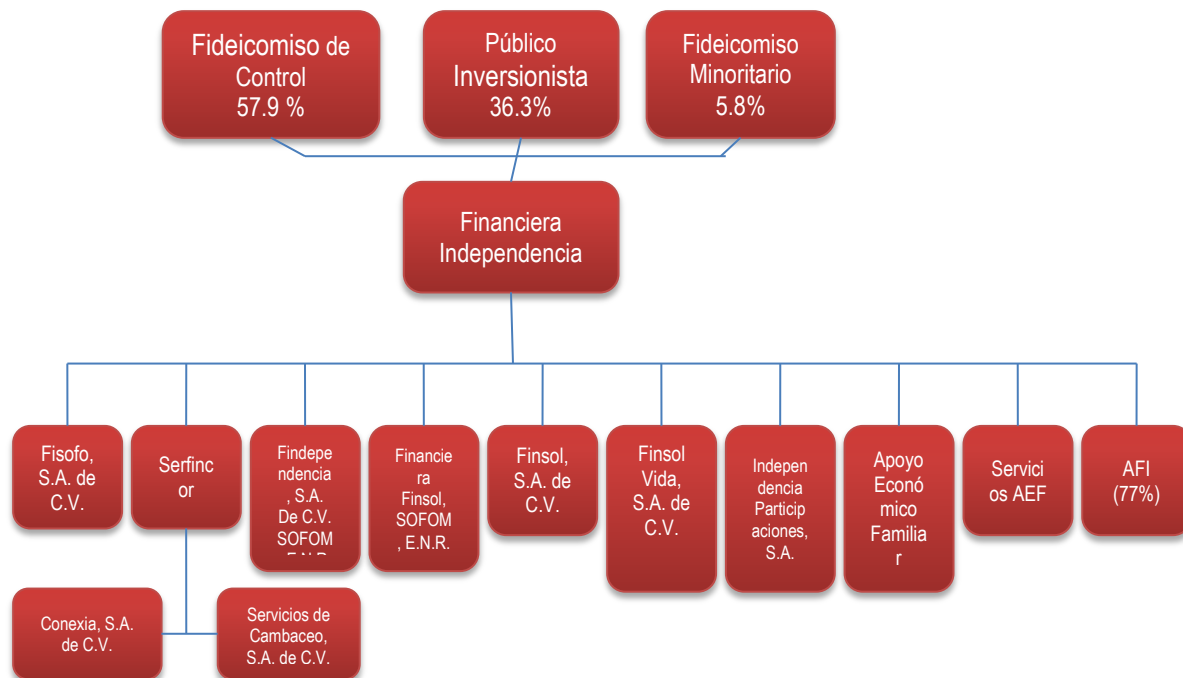 Fideicomiso de
Control
57.9 %
Público
Inversionista
36.3%
Fideicomiso
Minoritario
5.8%
Financiera
Independencia
Fisofo,
S.A. de
C.V.
Serfinc
or
Findepe
ndencia
, S.A.
De C.V.
SOFOM
E.N.R.
Financie
ra
Finsol,
SOFOM
, E.N.R.
Finsol,
S.A. de
C.V.
Finsol
Vida,
S.A. de
C.V.
Indepen
dencia
Particip
aciones,
S.A.
Apoyo
Econó
mico
Familia
r
Servici
os AEF
AFI
(77%)
Conexia, S.A.
de C.V.
Servicios de
Cambaceo,
S.A. de C.V.